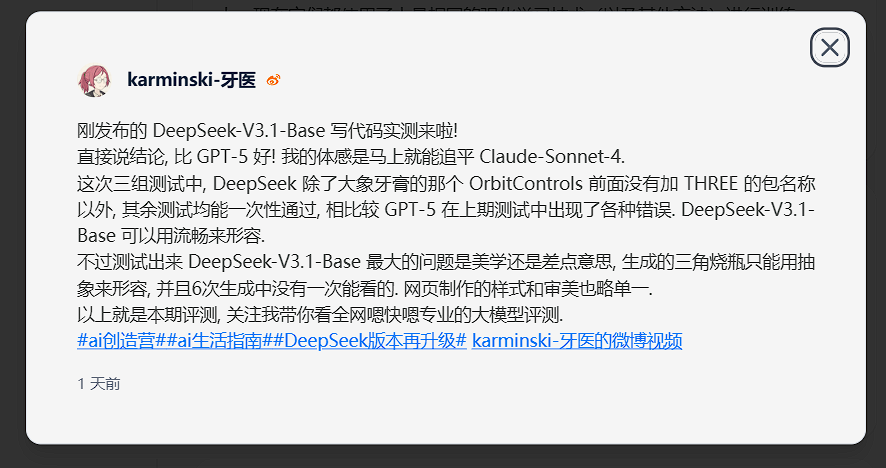 karminski-牙医
刚发布的 DeepSeek-V3.1-Base 写代码实测来啦!
直接说结论, 比 GPT-5 好! 我的体感是马上就能追平 Claude-Sonnet-4.
这次三组测试中, DeepSeek 除了大象牙膏的那个 OrbitControls 前面没有加 THREE 的包名称
以外, 其余测试均能一次性通过, 相比较 GPT-5 在上期测试中出现了各种错误. DeepSeek-V3.1-
Base 可以用流畅来形容.
不过测试出来 DeepSeek-V3.1-Base 最大的问题是美学还是差点意思, 生成的三角烧瓶只能用抽
象来形容, 并且6次生成中没有一次能看的. 网页制作的样式和审美也略单一.
以上就是本期评测, 关注我带你看全网嗯快嗯专业的大模型评测.
#ai创造营##ai生活指南##DeepSeek版本再升级# karminski-牙医的微博视频
1 天前